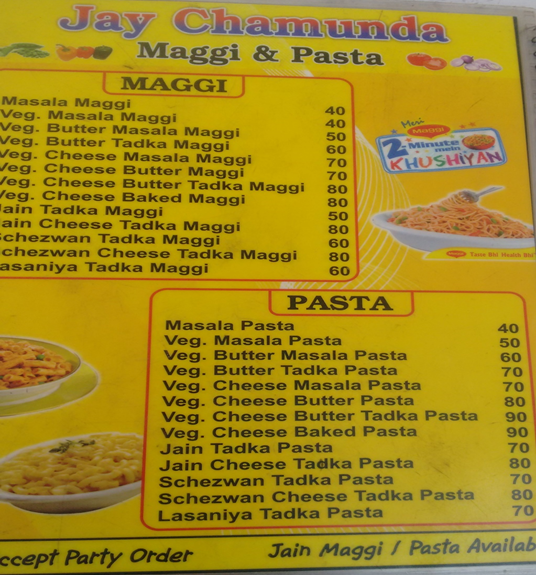 Jay Chamunda
Maggi & Pasta
MAGGI
Masala Maggi 40
Veg. Masala Maggi 40
Veg. Butter Masala Maggi 50
Veg. Butter Tadka Maggi 60
Veg. Cheese Masala Maggi 70
Veg. Cheese Butter Maggi 70
Veg. Cheese Butter Tadka Maggi 80
Veg. Cheese Baked Maggi 80
Jain Tadka Maggi 50
Jain Cheese Tadka Maggi 80
Schezwan Tadka Maggi 60
Schezwan Cheese Tadka Maggi 80
Lasaniya Tadka Maggi 60
Meri
Maggi
2-Minute
mein
KHUSHIYAN
Taste Bhi Health Bhi
PASTA
Masala Pasta 40
Veg. Masala Pasta 50
Veg. Butter Masala Pasta 60
Veg. Butter Tadka Pasta 70
Veg. Cheese Masala Pasta 70
Veg. Cheese Butter Pasta 80
Veg. Cheese Butter Tadka Pasta 90
Veg. Cheese Baked Pasta 90
Jain Tadka Pasta 70
Jain Cheese Tadka Pasta 80
Schezwan Tadka Pasta 70
Schezwan Cheese Tadka Pasta 80
Lasaniya Tadka Pasta 70
ccept Party Order
Jain Maggi / Pasta Availab